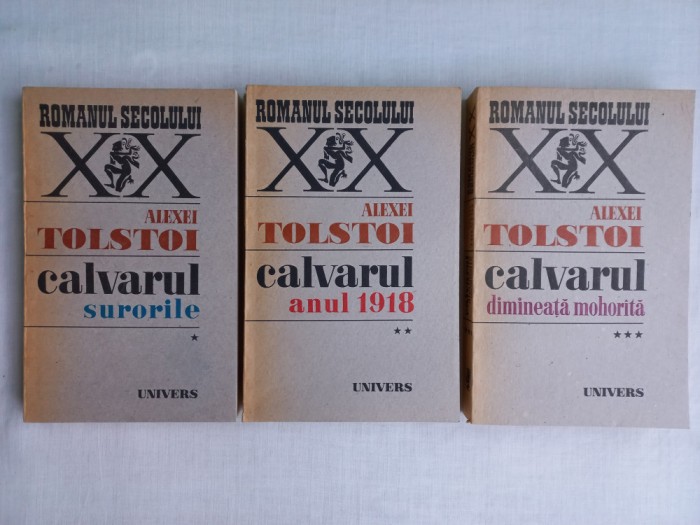 ROMANUL SECOLULUI
XX
ALEXEI
TOLSTOI
calvarul
surorile
*
UNIVERS
ROMANUL SECOLULUI
XX
ALEXEI
TOLSTOI
calvarul
anul 1918
**
UNIVERS
ROMANUL SECOLULUI
XX
ALEXEI
TOLSTOI
calvarul
dimineață mohorită
***
UNIVERS